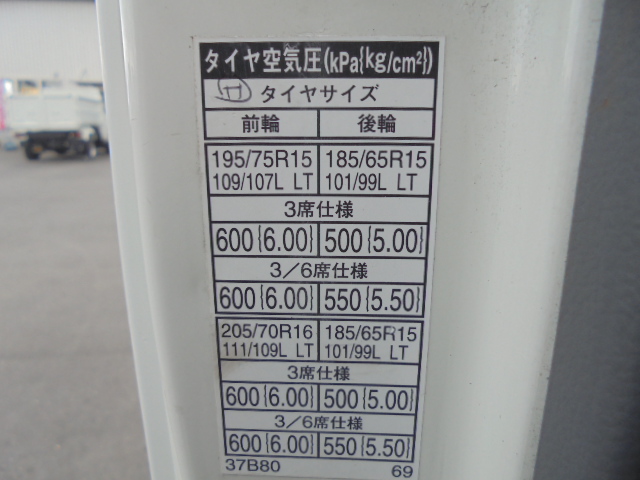 タイヤ空気圧(kPa{kg/cm²})
タイヤサイズ
前輪 後輪
195/75R15 185/65R15
109/107L LT 101/99L LT
3席仕様
600{6.00} 500{5.00}
3/6席仕様
600{6.00} 550{5.50}
205/70R16 185/65R15
111/109L LT 101/99L LT
3席仕様
600{6.00} 500{5.00}
3/6席仕様
600{6.00} 550{5.50}
37B80 69